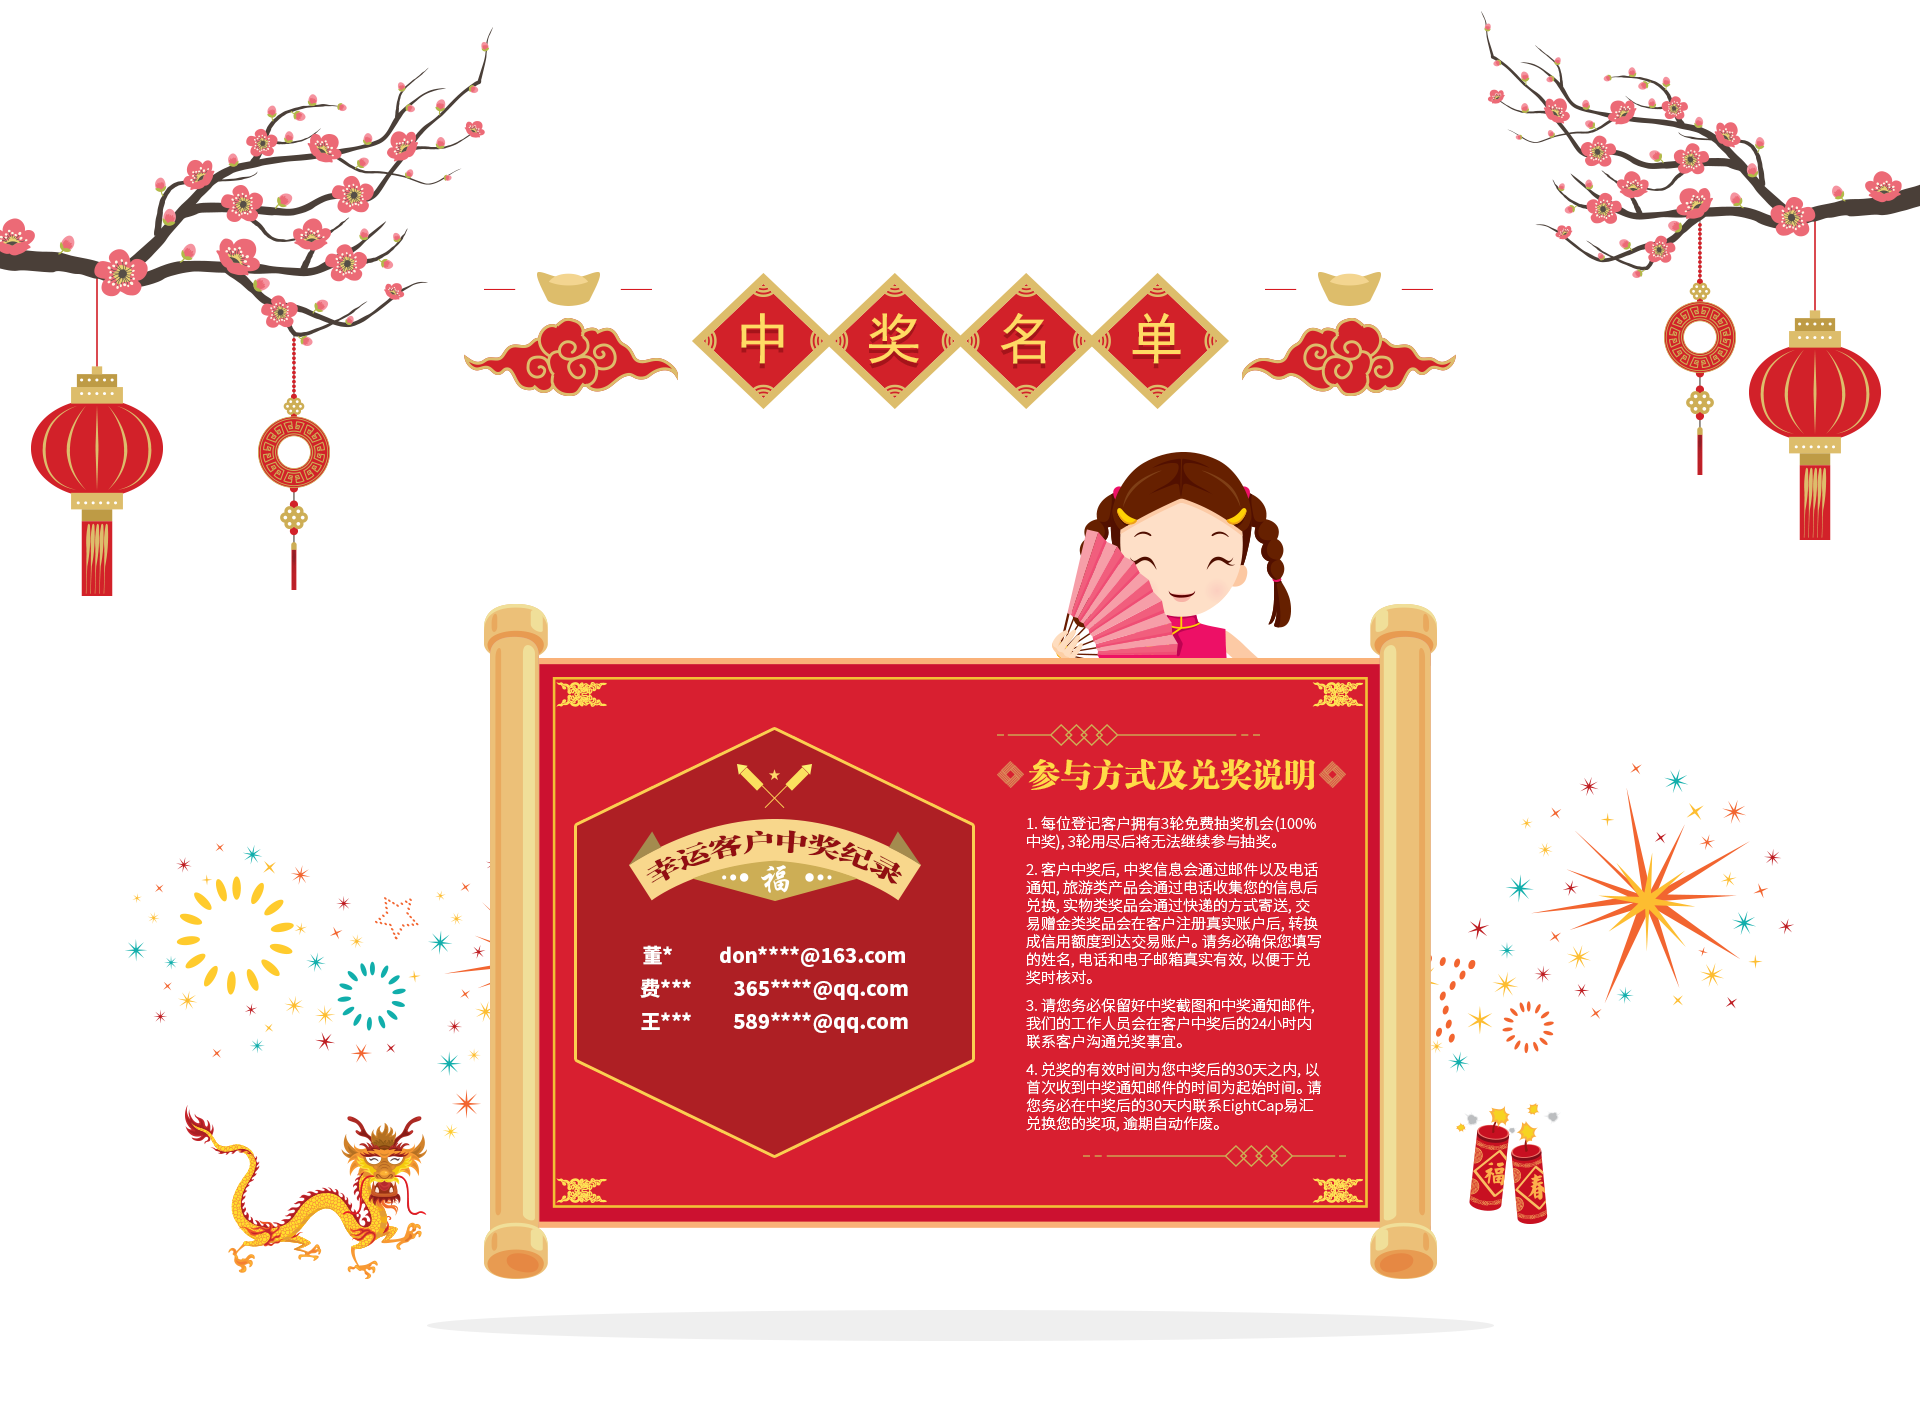 中奖名单
幸运客户中奖纪录
福
董* don****@163.com
费*** 365****@qq.com
王*** 589****@qq.com
参与方式及兑奖说明
1. 每位登记客户拥有3轮免费抽奖机会(100%
中奖), 3轮用尽后将无法继续参与抽奖。
2. 客户中奖后, 中奖信息会通过邮件以及电话
通知, 旅游类产品会通过电话收集您的信息后
兑换, 实物类奖品会通过快递的方式寄送, 交
易赠金类奖品会在客户注册真实账户后, 转换
成信用额度到达交易账户。请务必确保您填写
的姓名, 电话和电子邮箱真实有效, 以便于兑
奖时核对。
3. 请您务必保留好中奖截图和中奖通知邮件,
我们的工作人员会在客户中奖后的24小时内
联系客户沟通兑奖事宜。
4. 兑奖的有效时间为您中奖后的30天之内, 以
首次收到中奖通知邮件的时间为起始时间。请
您务必在中奖后的30天内联系EightCap易汇
兑换您的奖项, 逾期自动作废。
福
春